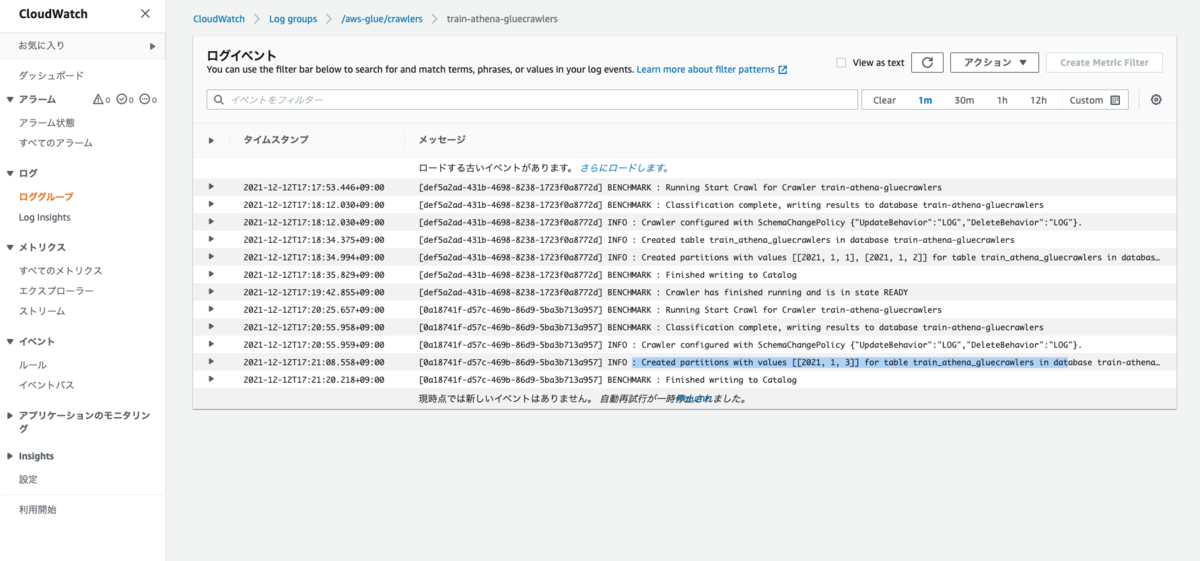 CloudWatch
お気に入り
ダッシュボード
アラーム 0 0 0
アラーム状態
すべてのアラーム
ログ
ロググループ
Log Insights
メトリクス
すべてのメトリクス
エクスプローラー
ストリーム
イベント
ルール
イベントバス
アプリケーションのモニタリン
グ
Insights
設定
利用開始
CloudWatch > Log groups > /aws-glue/crawlers > train-athena-gluecrawlers
ログイベント
You can use the filter bar below to search for and match terms, phrases, or values in your log events. Learn more about filter patterns
View as text
アクション
Create Metric Filter
イベントをフィルター
Clear 1m 30m 1h 12h Custom
タイムスタンプ メッセージ
ロードする古いイベントがあります。 さらにロードします。
2021-12-12T17:17:53.446+09:00 [def5a2ad-431b-4698-8238-1723f0a8772d] BENCHMARK : Running Start Crawl for Crawler train-athena-gluecrawlers
2021-12-12T17:18:12.030+09:00 [def5a2ad-431b-4698-8238-1723f0a8772d] BENCHMARK : Classification complete, writing results to database train-athena-gluecrawlers
2021-12-12T17:18:12.030+09:00 [def5a2ad-431b-4698-8238-1723f0a8772d] INFO : Crawler configured with SchemaChangePolicy {"UpdateBehavior":"LOG","DeleteBehavior":"LOG"}.
2021-12-12T17:18:34.375+09:00 [def5a2ad-431b-4698-8238-1723f0a8772d] INFO : Created table train_athena_gluecrawlers in database train-athena-gluecrawlers
2021-12-12T17:18:34.994+09:00 [def5a2ad-431b-4698-8238-1723f0a8772d] INFO : Created partitions with values [[2021, 1, 1], [2021, 1, 2]] for table train_athena_gluecrawlers in databas…
2021-12-12T17:18:35.829+09:00 [def5a2ad-431b-4698-8238-1723f0a8772d] BENCHMARK : Finished writing to Catalog
2021-12-12T17:19:42.855+09:00 [def5a2ad-431b-4698-8238-1723f0a8772d] BENCHMARK : Crawler has finished running and is in state READY
2021-12-12T17:20:25.657+09:00 [0a18741f-d57c-469b-86d9-5ba3b713a957] BENCHMARK : Running Start Crawl for Crawler train-athena-gluecrawlers
2021-12-12T17:20:55.958+09:00 [0a18741f-d57c-469b-86d9-5ba3b713a957] BENCHMARK : Classification complete, writing results to database train-athena-gluecrawlers
2021-12-12T17:20:55.959+09:00 [0a18741f-d57c-469b-86d9-5ba3b713a957] INFO : Crawler configured with SchemaChangePolicy {"UpdateBehavior":"LOG","DeleteBehavior":"LOG"}.
2021-12-12T17:21:08.558+09:00 [0a18741f-d57c-469b-86d9-5ba3b713a957] INFO : Created partitions with values [[2021, 1, 3]] for table train_athena_gluecrawlers in database train-athena…
2021-12-12T17:21:20.218+09:00 [0a18741f-d57c-469b-86d9-5ba3b713a957] BENCHMARK : Finished writing to Catalog
現時点では新しいイベントはありません。 自動再試行が一時停止されました。